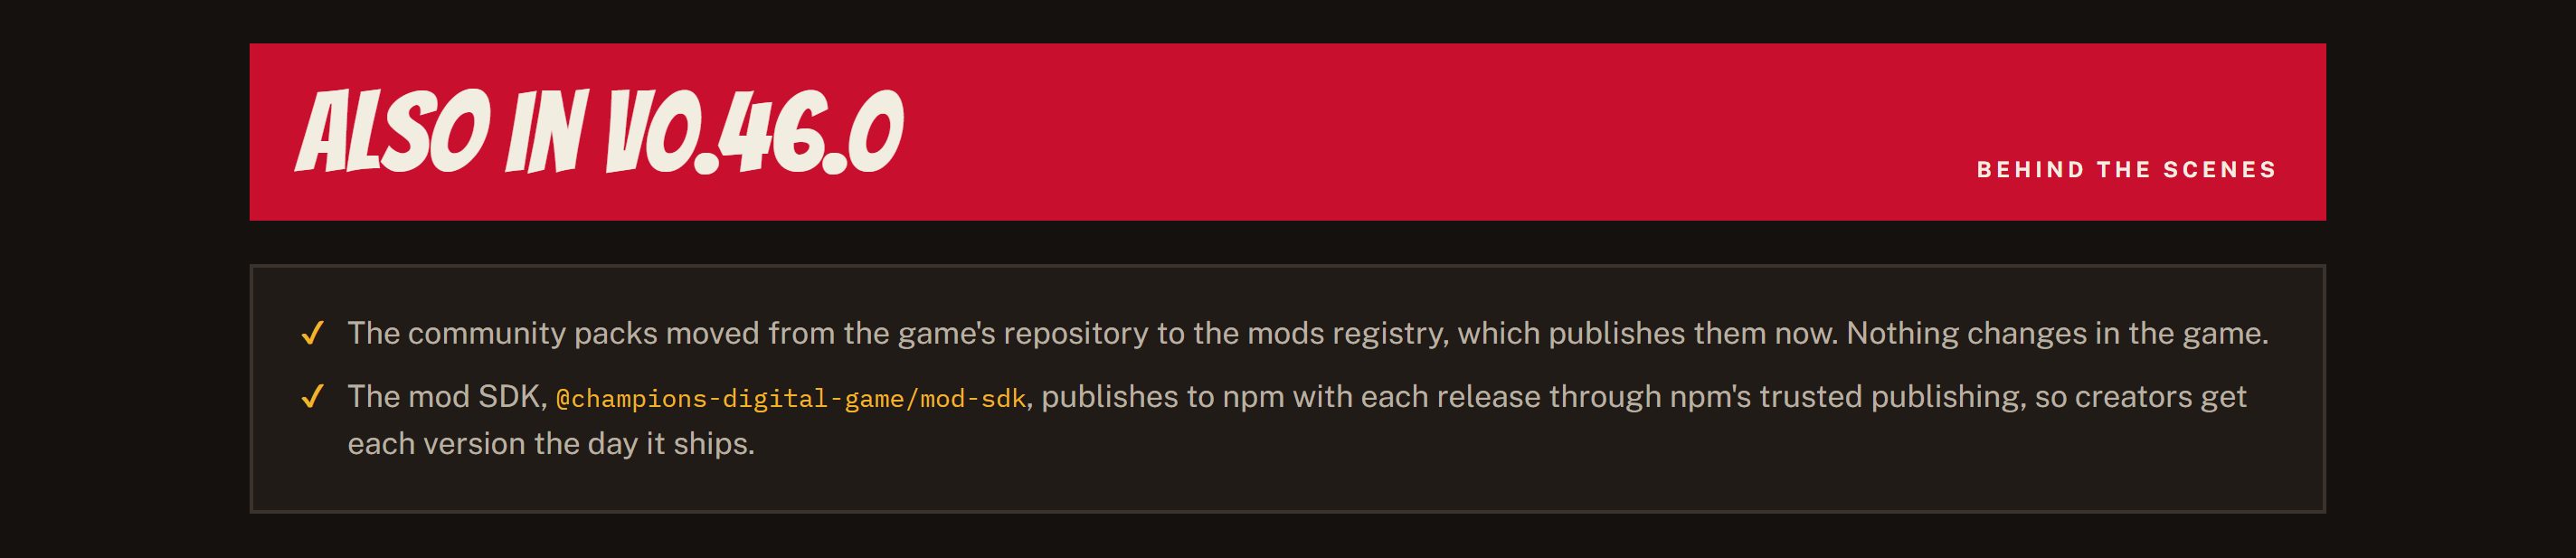 ALSO IN V0.46.0
BEHIND THE SCENES
✓ The community packs moved from the game's repository to the mods registry, which publishes them now. Nothing changes in the game.
✓ The mod SDK, @champions-digital-game/mod-sdk, publishes to npm with each release through npm's trusted publishing, so creators get
each version the day it ships.